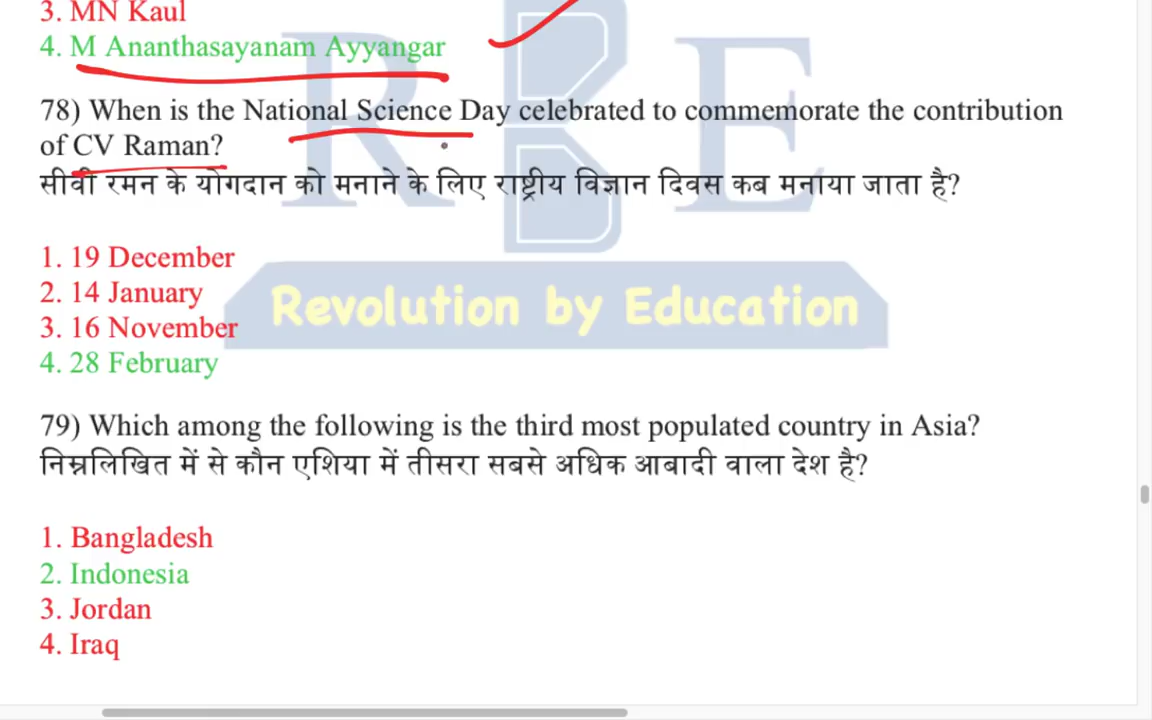 3. MN Kaul
4. M Ananthasayanam Ayyangar
78) When is the National Science Day celebrated to commemorate the contribution
of CV Raman?
सीवी रमन के योगदान को मनाने के लिए राष्ट्रीय विज्ञान दिवस कब मनाया जाता है?
1. 19 December
2. 14 January
3. 16 November
4. 28 February
RBE
Revolution by Education
79) Which among the following is the third most populated country in Asia?
निम्नलिखित में से कौन एशिया में तीसरा सबसे अधिक आबादी वाला देश है?
1. Bangladesh
2. Indonesia
3. Jordan
4. Iraq